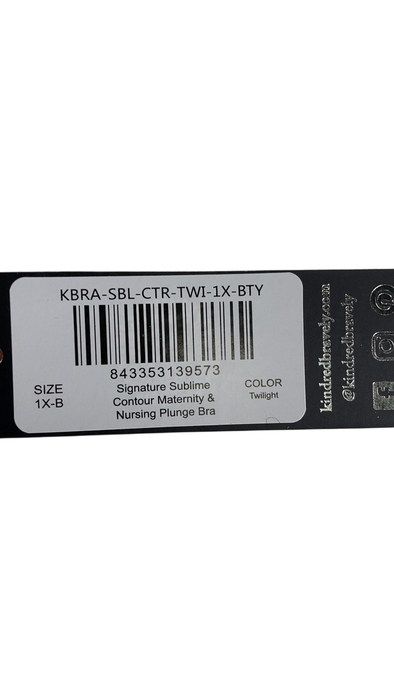 KBRA-SBL-CTR-TWI-1X-BTY
843353139573
SIZE
1X-B
Signature Sublime
Contour Maternity &
Nursing Plunge Bra
COLOR
Twilight
kindredbravely.com
@kindredbravely